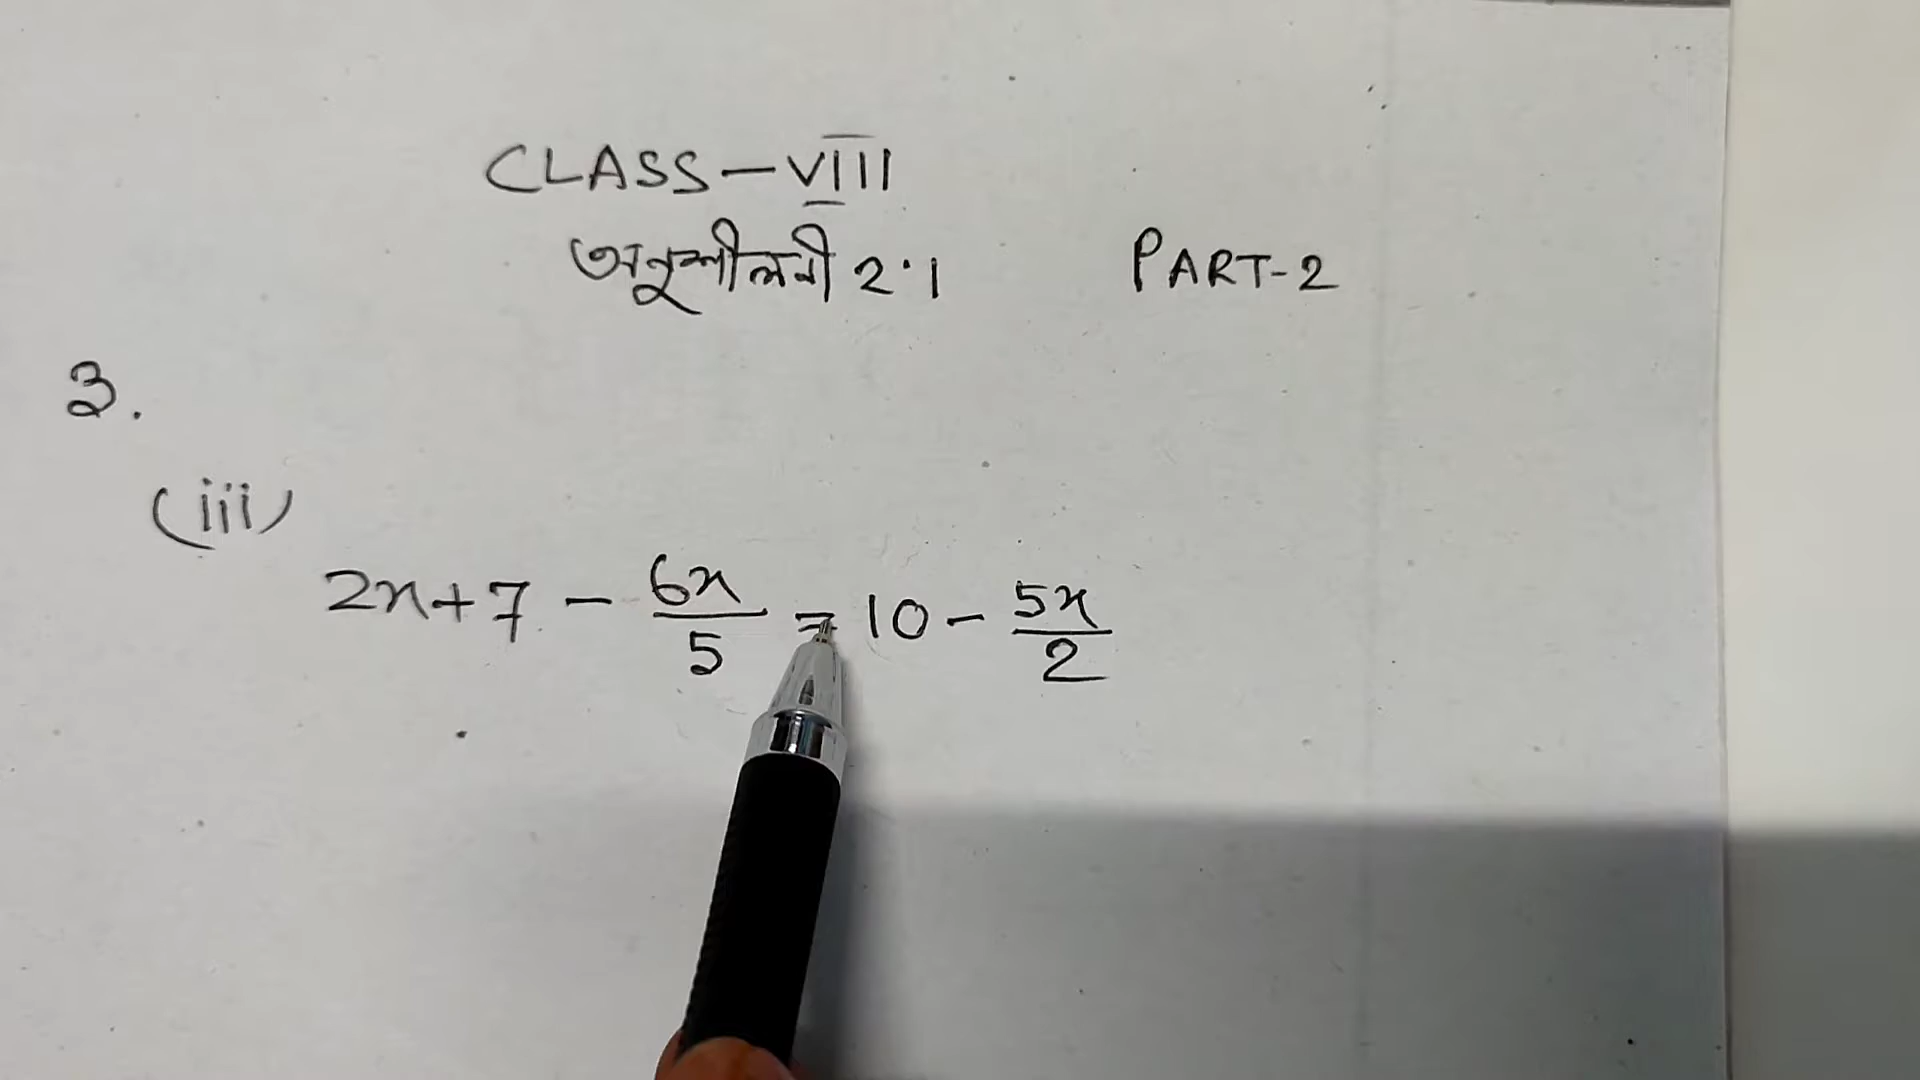 CLASS-VIII
অনুশীলনী 2.1 PART-2
3.
(iii)
2x+7 - 6x/5 = 10 - 5x/2